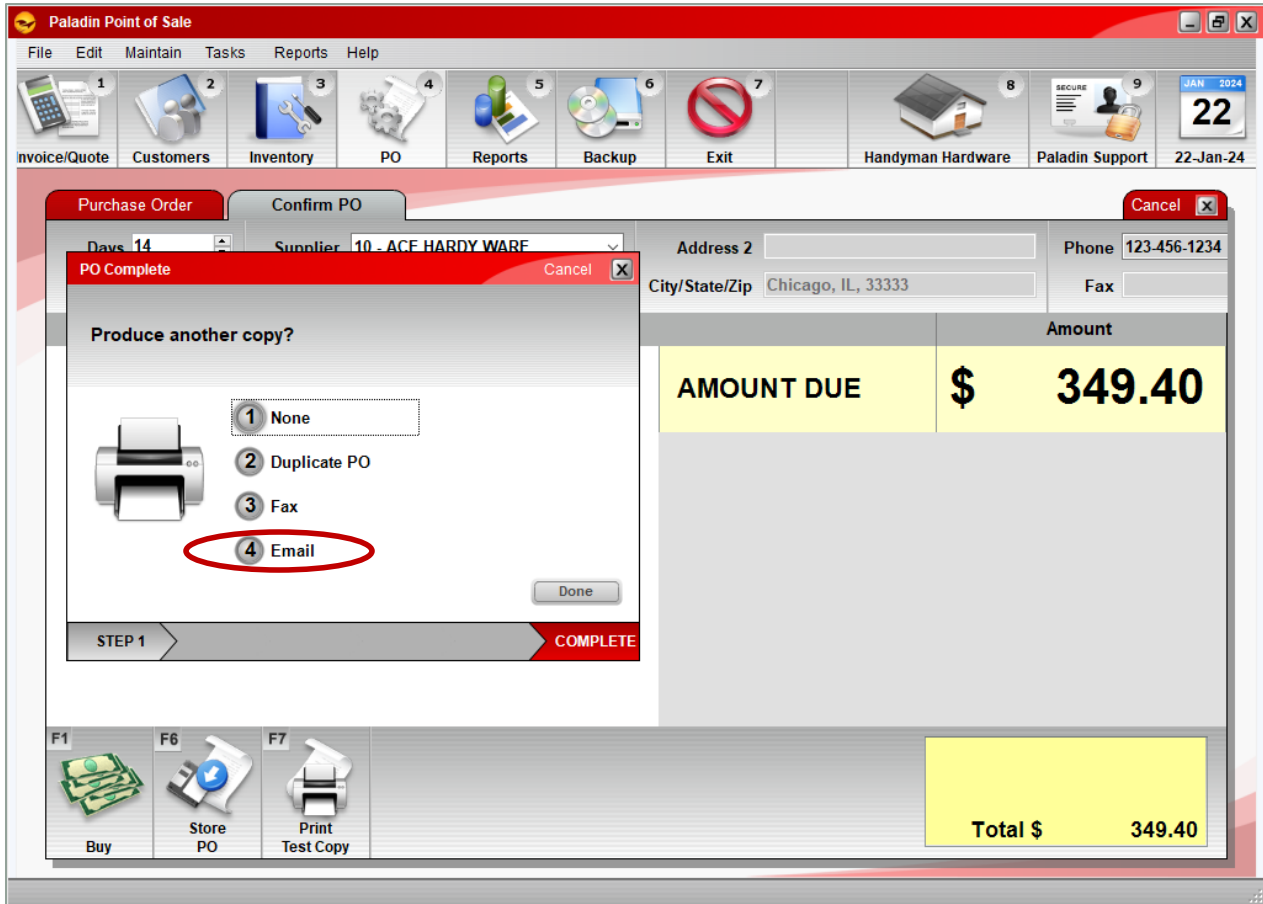 Paladin Point of Sale
File Edit Maintain Tasks Reports Help
1 2 3 4 5 6 7 8 9
SECURE
JAN 2024
22
nvoice/Quote Customers Inventory PO Reports Backup Exit Handyman Hardware Paladin Support 22-Jan-24
Purchase Order Confirm PO Cancel
Days 14 Supplier 10 - ACE HARDY WARE Address 2 Phone 123-456-1234
City/State/Zip Chicago, IL, 33333 Fax
PO Complete Cancel
Produce another copy?
1 None
2 Duplicate PO
3 Fax
4 Email
Done
STEP 1 COMPLETE
Amount
AMOUNT DUE $ 349.40
F1 F6 F7
Buy
Store
PO
Print
Test Copy
Total $ 349.40